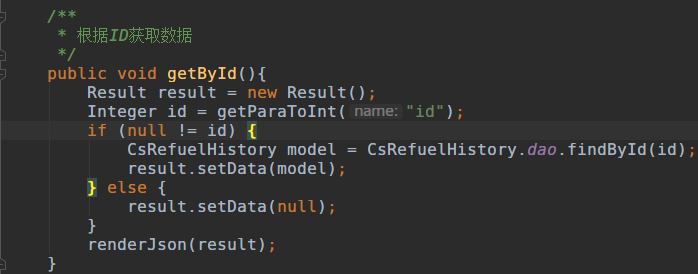 /**
 * 根据ID获取数据
 */
public void getById(){
    Result result = new Result();
    Integer id = getParaToInt( name: "id");
    if (null != id) {
        CsRefuelHistory model = CsRefuelHistory.dao.findById(id);
        result.setData(model);
    } else {
        result.setData(null);
    }
    renderJson(result);
}